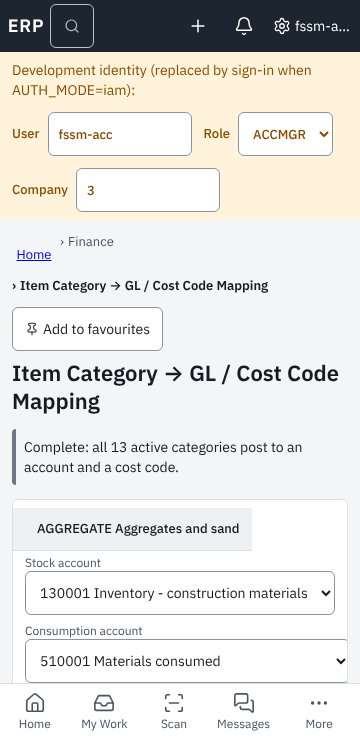 ERP
fssm-a...
Development identity (replaced by sign-in when
AUTH_MODE=iam):
User fssm-acc Role ACCMGR
Company 3
Home › Finance
› Item Category → GL / Cost Code Mapping
Add to favourites
Item Category → GL / Cost Code
Mapping
Complete: all 13 active categories post to an
account and a cost code.
AGGREGATE Aggregates and sand
Stock account
130001 Inventory - construction materials
Consumption account
510001 Materials consumed
Home My Work Scan Messages More